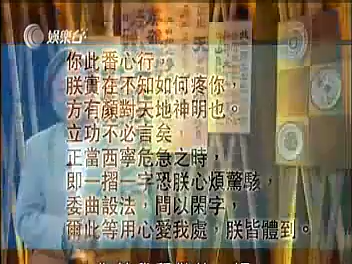 娛樂台
你此番心行，
朕實在不知如何疼你，
方有顏對天地神明也。
立功不必言矣，
正當西寧危急之時，
即一摺一字恐朕心煩驚駭，
委曲設法，間以閑字，
爾此等用心愛我處，朕皆體到。